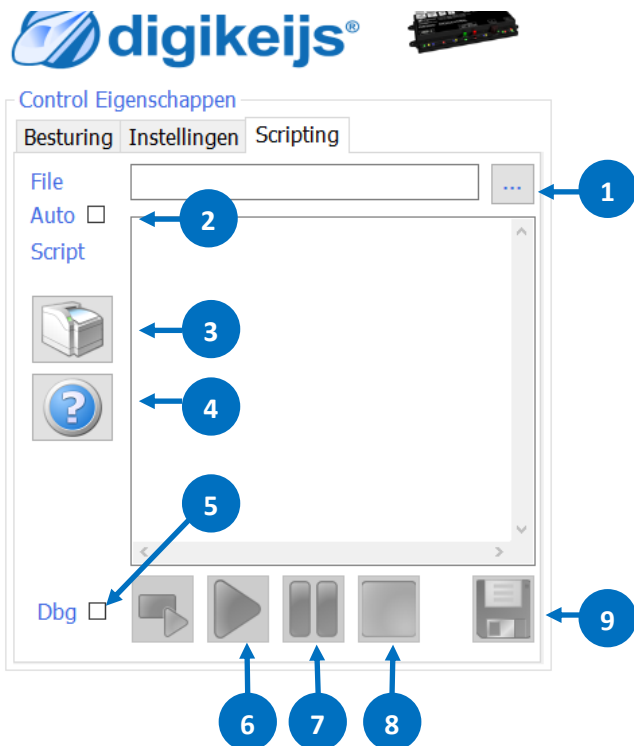 digikeijs®
Control Eigenschappen
Besturing Instellingen Scripting
File ... 1
Auto 2
Script
3
? 4
5
Dbg 9
6 7 8